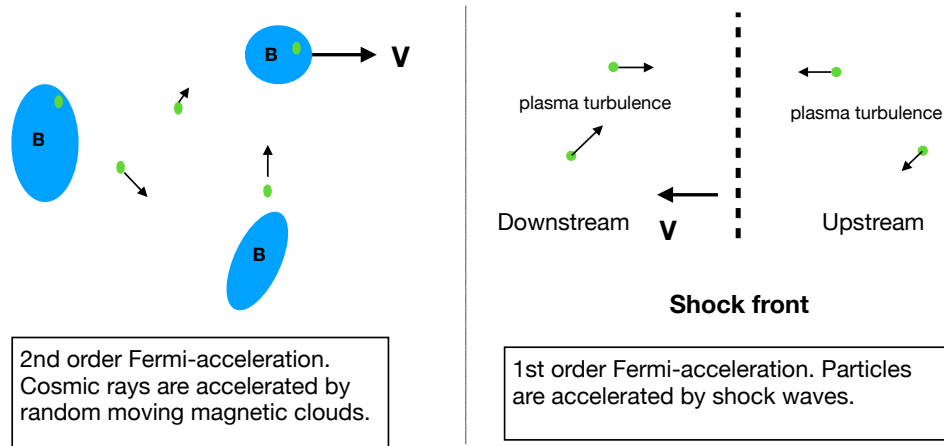 B
V
B
B
2nd order Fermi-acceleration.
Cosmic rays are accelerated by
random moving magnetic clouds.
plasma turbulence
plasma turbulence
Downstream
V
Upstream
Shock front
1st order Fermi-acceleration. Particles
are accelerated by shock waves.